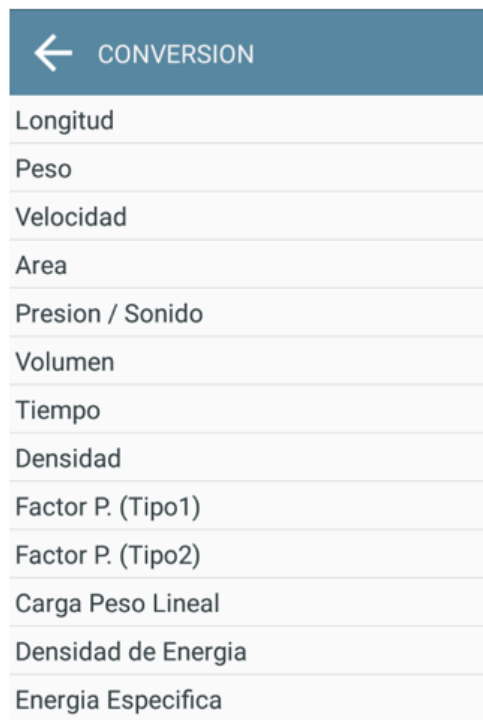 CONVERSION
Longitud
Peso
Velocidad
Area
Presion / Sonido
Volumen
Tiempo
Densidad
Factor P. (Tipo1)
Factor P. (Tipo2)
Carga Peso Lineal
Densidad de Energia
Energia Especifica